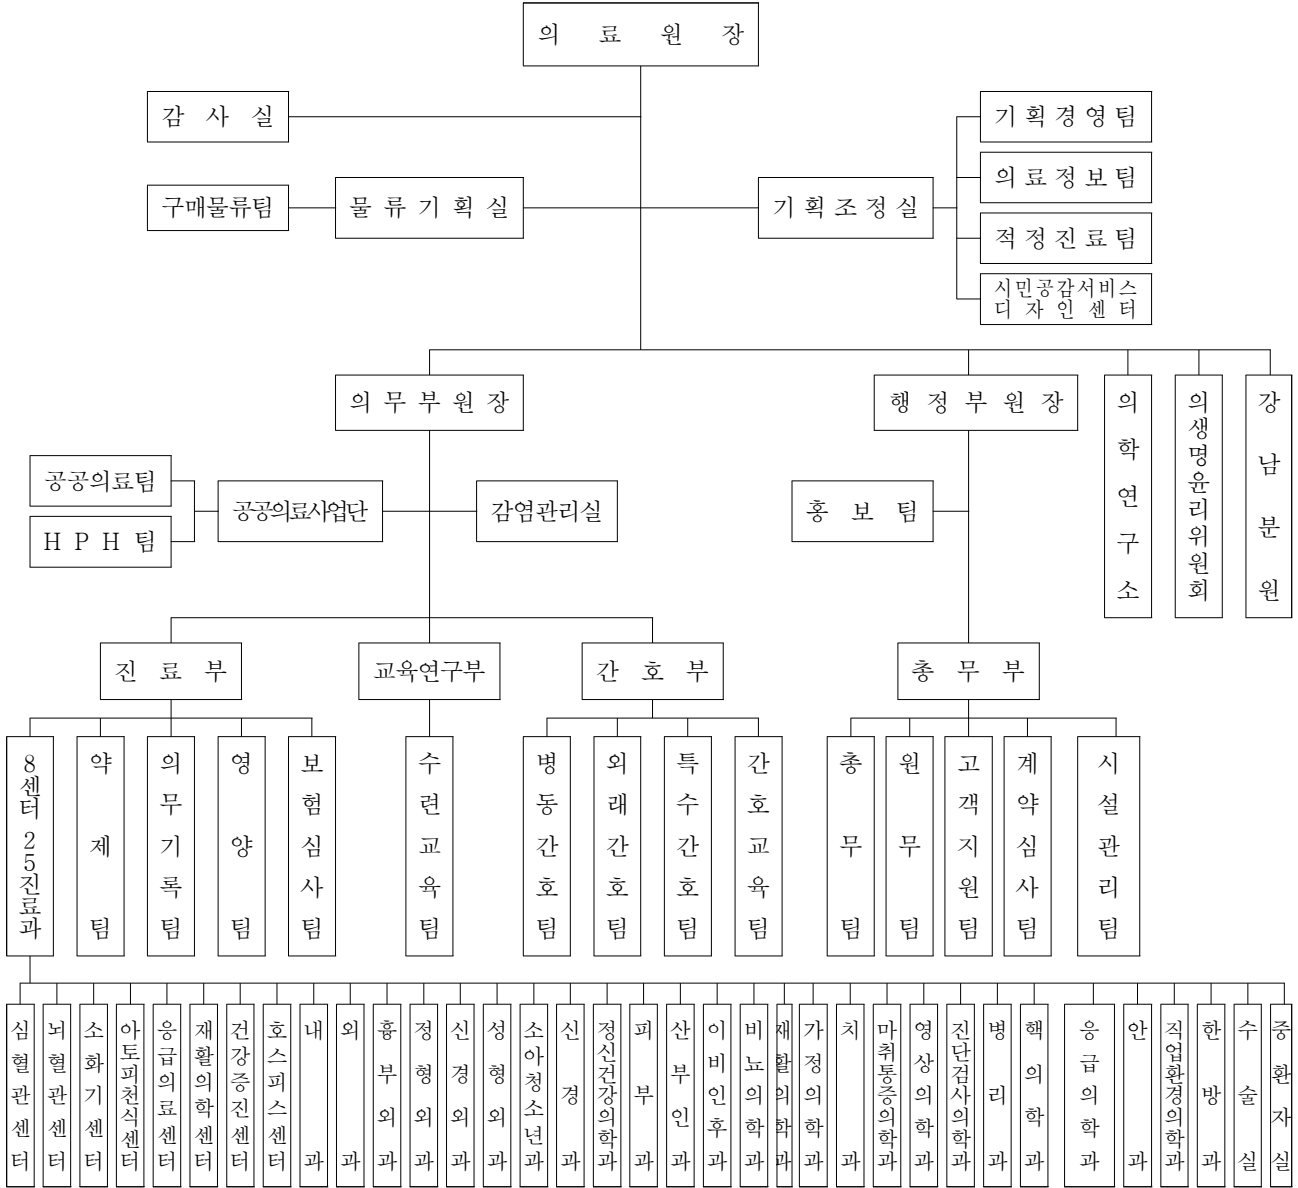 의 료 원 장
감 사 실
기 획 경 영 팀
의 료 정 보 팀
구매물류팀
물 류 기 획 실
기 획 조 정 실
적 정 진 료 팀
시민공감서비스
디 자 인 센 터
의 무 부 원 장
행 정 부 원 장
의학연구소
의생명윤리위원회
강남분원
공공의료팀
H P H 팀
공공의료사업단
감염관리실
홍 보 팀
진 료 부
교육연구부
간 호 부
총 무 부
8센터 25진료과
약제팀
의무기록팀
영양팀
보험심사팀
수련교육팀
병동간호팀
외래간호팀
특수간호팀
간호교육팀
총무팀
원무팀
고객지원팀
계약심사팀
시설관리팀
심혈관센터
뇌혈관센터
소화기센터
아토피천식센터
응급의료센터
재활의학센터
건강증진센터
호스피스센터
내과
외과
흉부외과
정형외과
신경외과
성형외과
소아청소년과
신경과
정신건강의학과
피부과
산부인과
이비인후과
비뇨의학과
재활의학과
가정의학과
치과
마취통증의학과
영상의학과
진단검사의학과
병리과
핵의학과
응급의학과
안과
직업환경의학과
한방과
수술실
중환자실